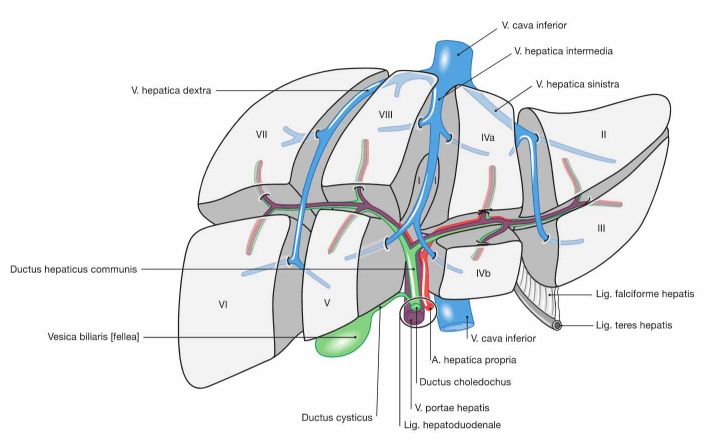 V. cava inferior
V. hepatica intermedia
V. hepatica sinistra
V. hepatica dextra
VIII
VII
IVa
II
I
I
III
Ductus hepaticus communis
IVb
VI
V
Lig. falciforme hepatis
Lig. teres hepatis
Vesica biliaris [fellea]
V. cava inferior
A. hepatica propria
Ductus choledochus
V. portae hepatis
Ductus cysticus
Lig. hepatoduodenale